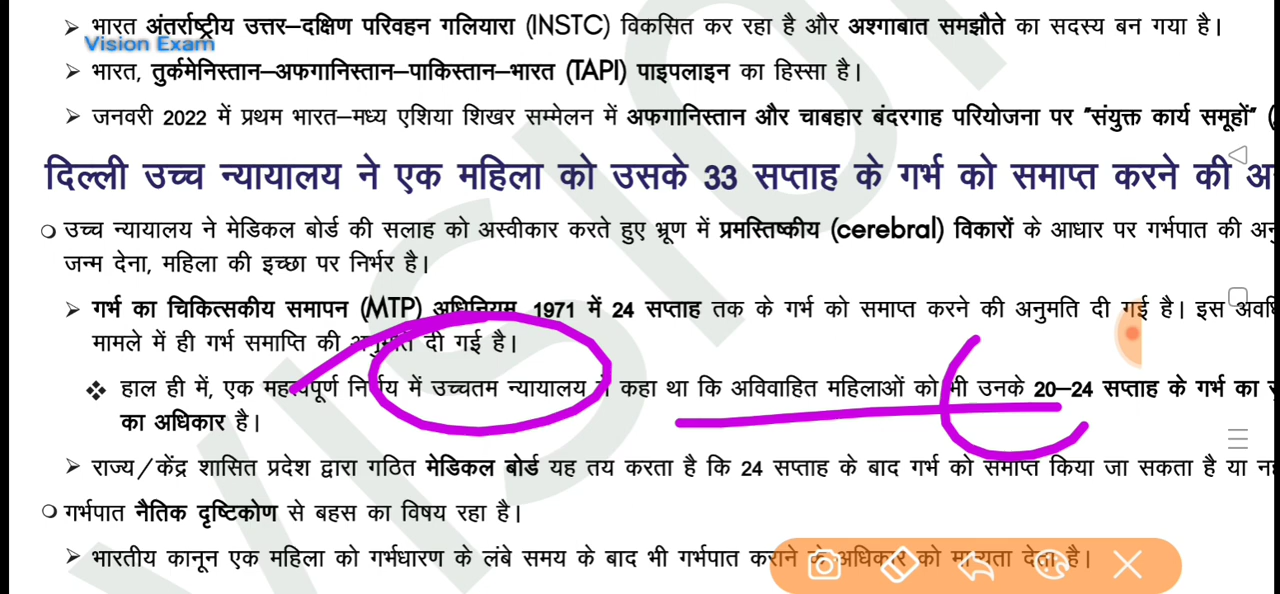 ➢ भारत अंतर्राष्ट्रीय उत्तर–दक्षिण परिवहन गलियारा (INSTC) विकसित कर रहा है और अश्गाबात समझौते का सदस्य बन गया है।
Vision Exam
➢ भारत, तुर्कमेनिस्तान–अफगानिस्तान–पाकिस्तान–भारत (TAPI) पाइपलाइन का हिस्सा है।
➢ जनवरी 2022 में प्रथम भारत–मध्य एशिया शिखर सम्मेलन में अफगानिस्तान और चाबहार बंदरगाह परियोजना पर "संयुक्त कार्य समूहों" (
दिल्ली उच्च न्यायालय ने एक महिला को उसके 33 सप्ताह के गर्भ को समाप्त करने की
○ उच्च न्यायालय ने मेडिकल बोर्ड की सलाह को अस्वीकार करते हुए भ्रूण में प्रमस्तिष्कीय (cerebral) विकारों के आधार पर गर्भपात की
जन्म देना, महिला की इच्छा पर निर्भर है।
➢ गर्भ का चिकित्सकीय समापन (MTP) अधिनियम, 1971 में 24 सप्ताह तक के गर्भ को समाप्त करने की अनुमति दी गई है। इस
मामले में ही गर्भ समाप्ति की अनुमति दी गई है।
❖ हाल ही में, एक महत्वपूर्ण निर्णय में उच्चतम न्यायालय ने कहा था कि अविवाहित महिलाओं को भी उनके 20–24 सप्ताह के गर्भ का
का अधिकार है।
➢ राज्य/केंद्र शासित प्रदेश द्वारा गठित मेडिकल बोर्ड यह तय करता है कि 24 सप्ताह के बाद गर्भ को समाप्त किया जा सकता है या
○ गर्भपात नैतिक दृष्टिकोण से बहस का विषय रहा है।
➢ भारतीय कानून एक महिला को गर्भधारण के लंबे समय के बाद भी गर्भपात कराने के अधिकार को मान्यता देता है।
VISION